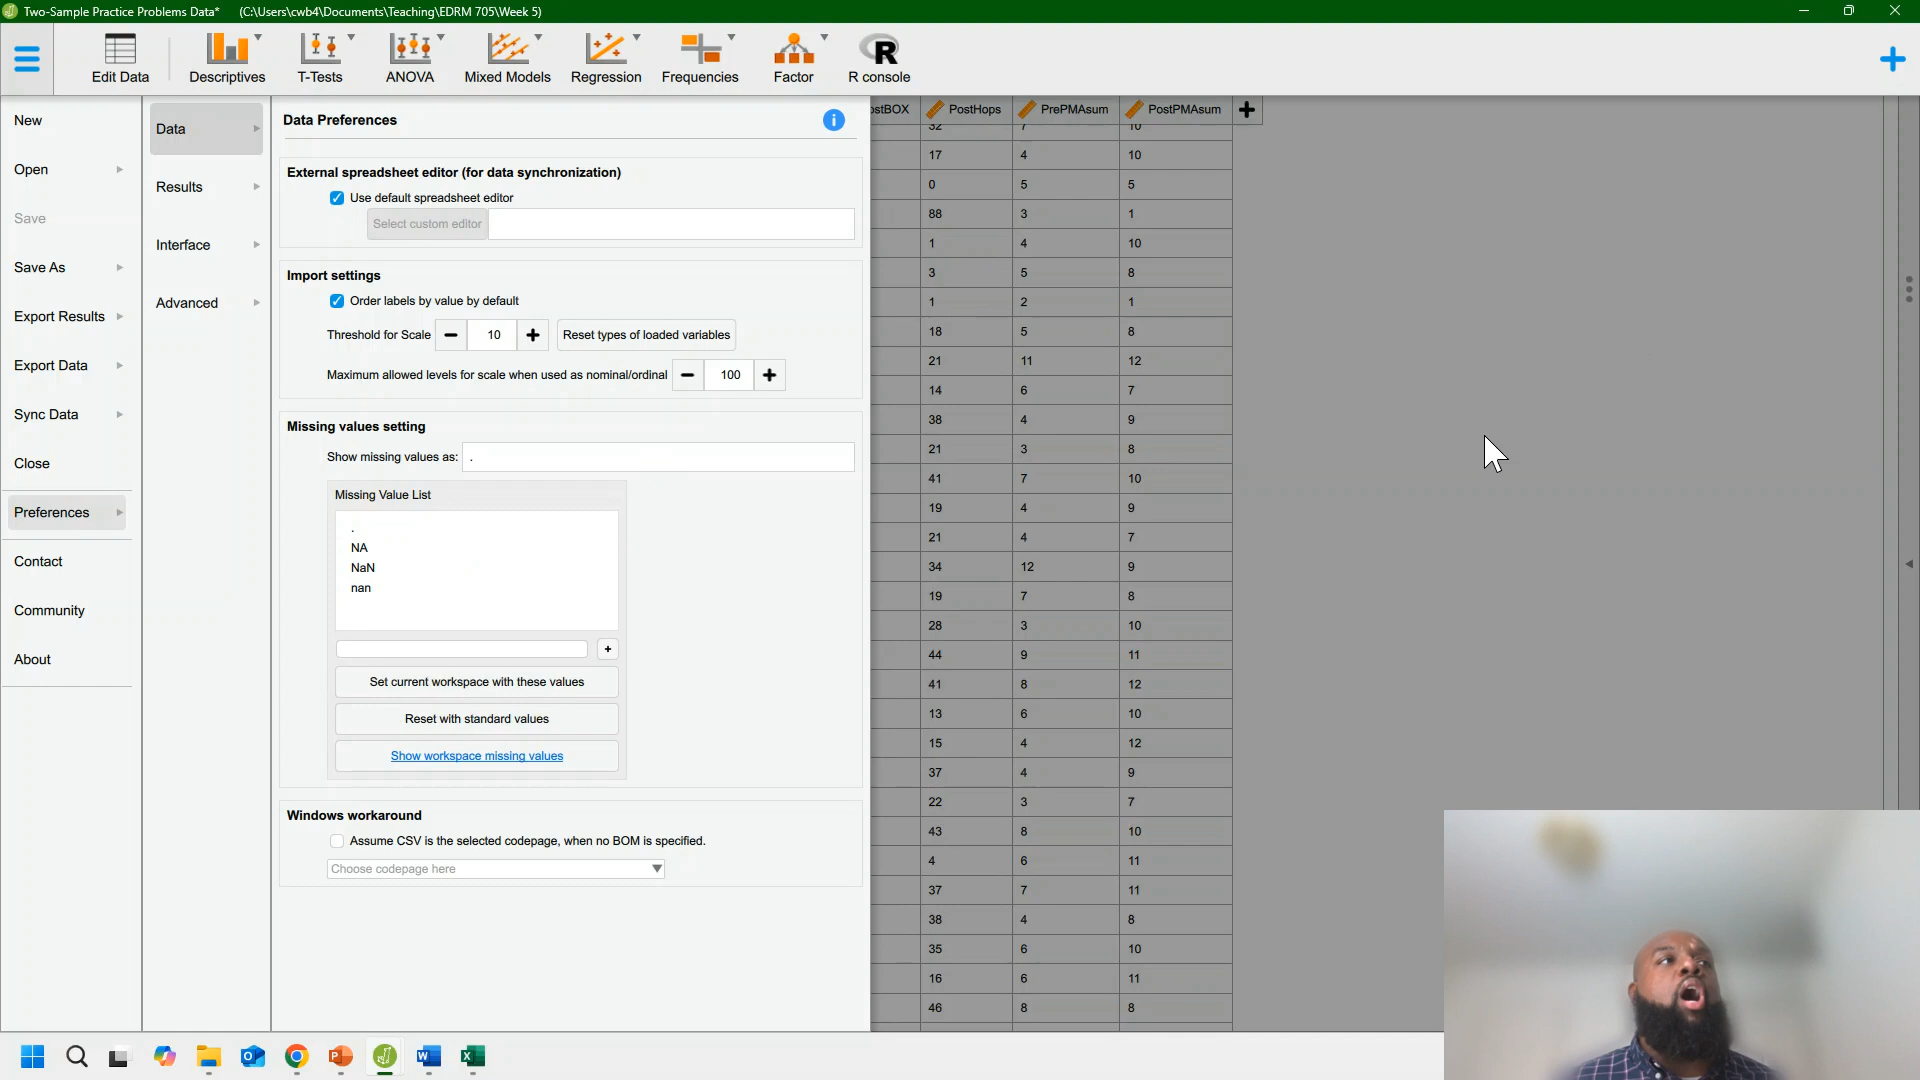 Two-Sample Practice Problems Data* (C:\Users\cwb4\Documents\Teaching\EDRM 705\Week 5)
Edit Data
Descriptives
T-Tests
ANOVA
Mixed Models
Regression
Frequencies
Factor
R console
New
Open
Save
Save As
Export Results
Export Data
Sync Data
Close
Preferences
Contact
Community
About
Data
Results
Interface
Advanced
Data Preferences
External spreadsheet editor (for data synchronization)
Use default spreadsheet editor
Select custom editor
Import settings
Order labels by value by default
Threshold for Scale − 10 + Reset types of loaded variables
Maximum allowed levels for scale when used as nominal/ordinal − 100 +
Missing values setting
Show missing values as: .
Missing Value List
.
NA
NaN
nan
+
Set current workspace with these values
Reset with standard values
Show workspace missing values
Windows workaround
Assume CSV is the selected codepage, when no BOM is specified.
Choose codepage here
ostBOX PostHops PrePMAsum PostPMAsum
32 7 10
17 4 10
0 5 5
88 3 1
1 4 10
3 5 8
1 2 1
18 5 8
21 11 12
14 6 7
38 4 9
21 3 8
41 7 10
19 4 9
21 4 7
34 12 9
19 7 8
28 3 10
44 9 11
41 8 12
13 6 10
15 4 12
37 4 9
22 3 7
43 8 10
4 6 11
37 7 11
38 4 8
35 6 10
16 6 11
46 8 8